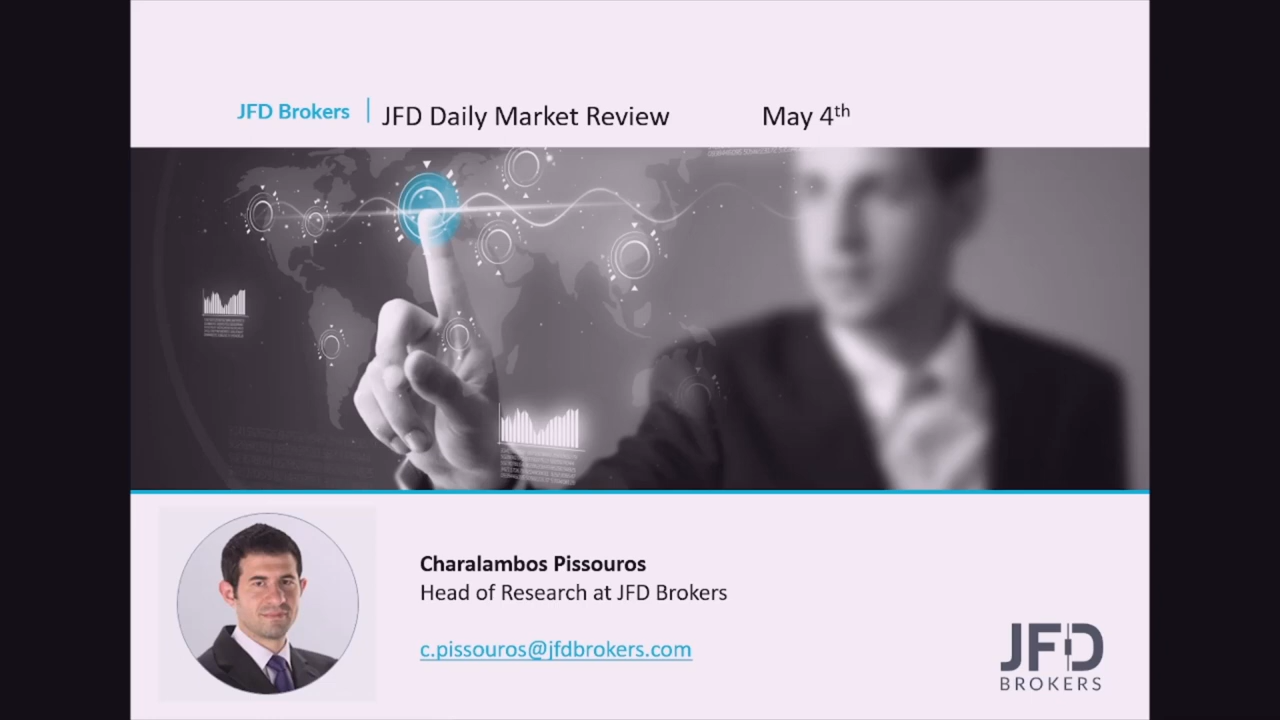 JFD Brokers | JFD Daily Market Review May 4th
Charalambos Pissouros
Head of Research at JFD Brokers
c.pissouros@jfdbrokers.com
JFD
BROKERS